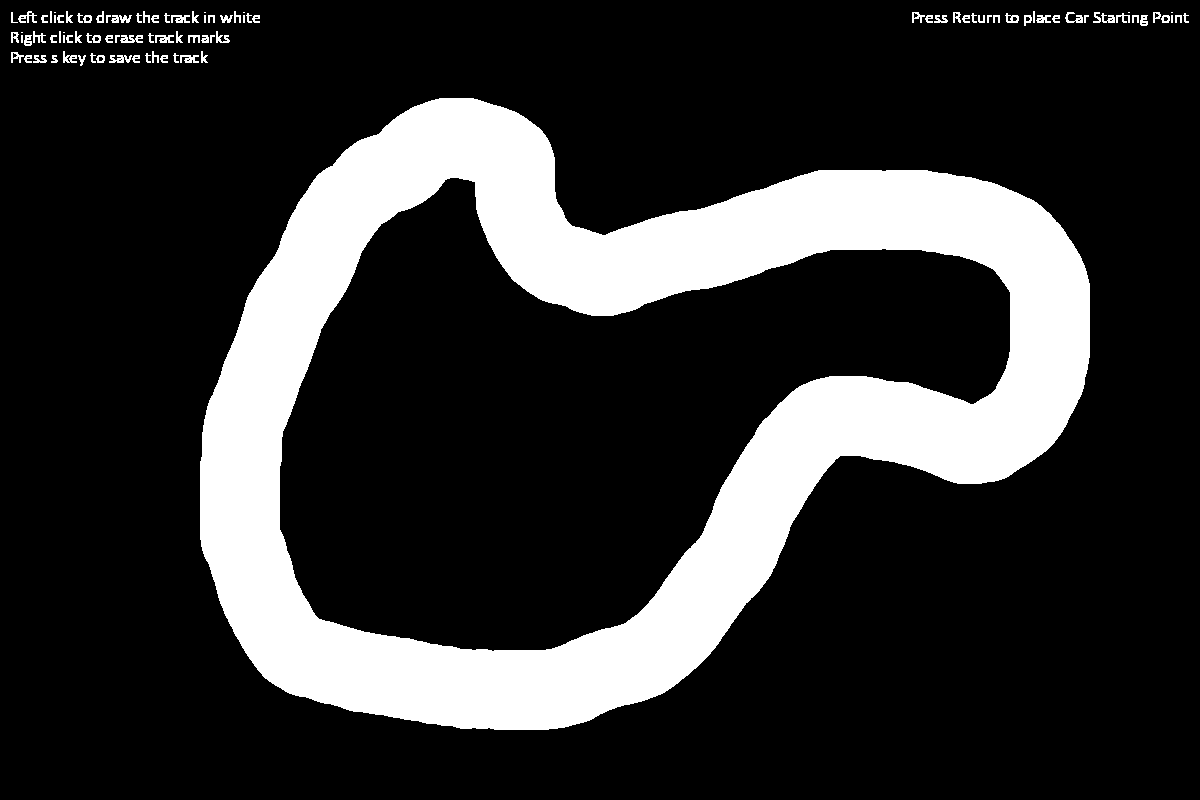 Left click to draw the track in white
Right click to erase track marks
Press s key to save the track
Press Return to place Car Starting Point